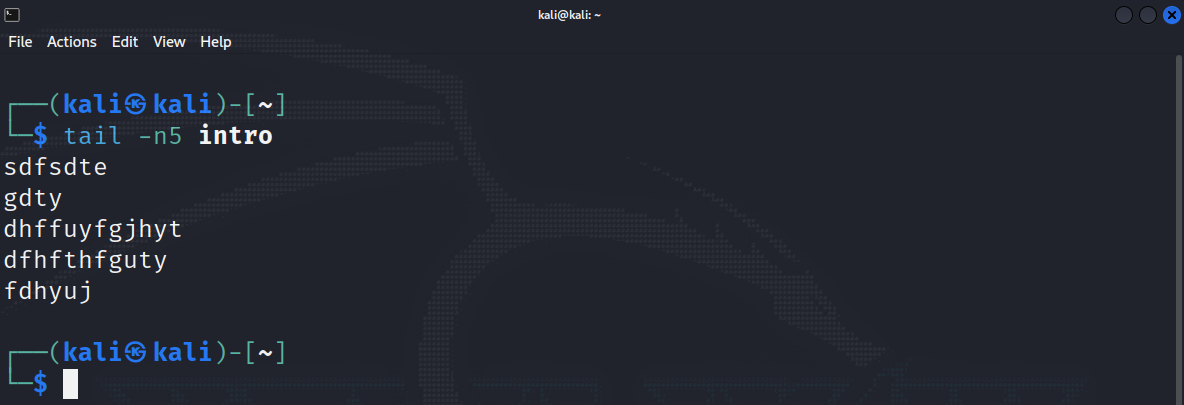 kali@kali: ~
File Actions Edit View Help
┌──(kali㉿kali)-[~]
└─$ tail -n5 intro
sdfsdte
gdty
dhffuyfgjhyt
dfhfthfguty
fdhyuj
┌──(kali㉿kali)-[~]
└─$